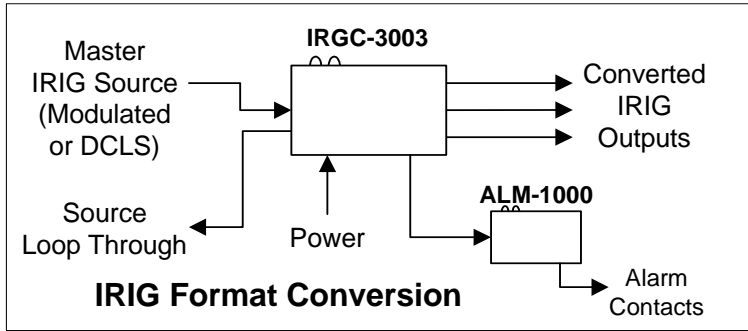 IRGC-3003
Master
IRIG Source
(Modulated
or DCLS)
Converted
IRIG
Outputs
Source
Loop Through
Power
ALM-1000
Alarm
Contacts
IRIG Format Conversion